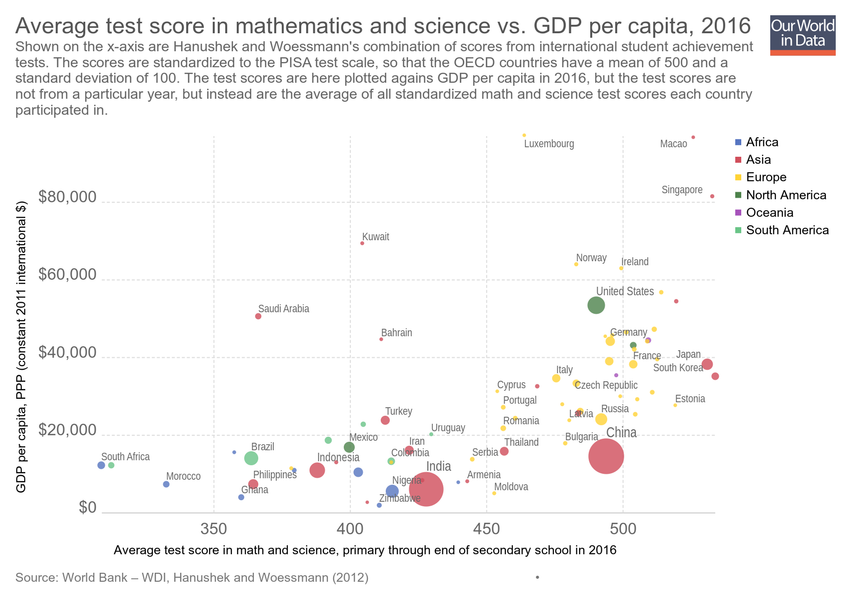 Average test score in mathematics and science vs. GDP per capita, 2016
Our World
in Data
Shown on the x-axis are Hanushek and Woessmann's combination of scores from international student achievement
tests. The scores are standardized to the PISA test scale, so that the OECD countries have a mean of 500 and a
standard deviation of 100. The test scores are here plotted agains GDP per capita in 2016, but the test scores are
not from a particular year, but instead are the average of all standardized math and science test scores each country
participated in.
Africa
Asia
Europe
North America
Oceania
South America
GDP per capita, PPP (constant 2011 international $)
$80,000
$60,000
$40,000
$20,000
$0
Luxembourg
Macao
Singapore
Kuwait
Norway
Ireland
United States
Saudi Arabia
Bahrain
Germany
France
Japan
South Korea
Italy
Cyprus
Czech Republic
Portugal
Estonia
Latvia
Russia
Turkey
Romania
Uruguay
China
Mexico
Iran
Thailand
Bulgaria
Brazil
Colombia
Serbia
South Africa
Indonesia
India
Morocco
Philippines
Nigeria
Armenia
Ghana
Zimbabwe
Moldova
350
400
450
500
Average test score in math and science, primary through end of secondary school in 2016
Source: World Bank – WDI, Hanushek and Woessmann (2012)